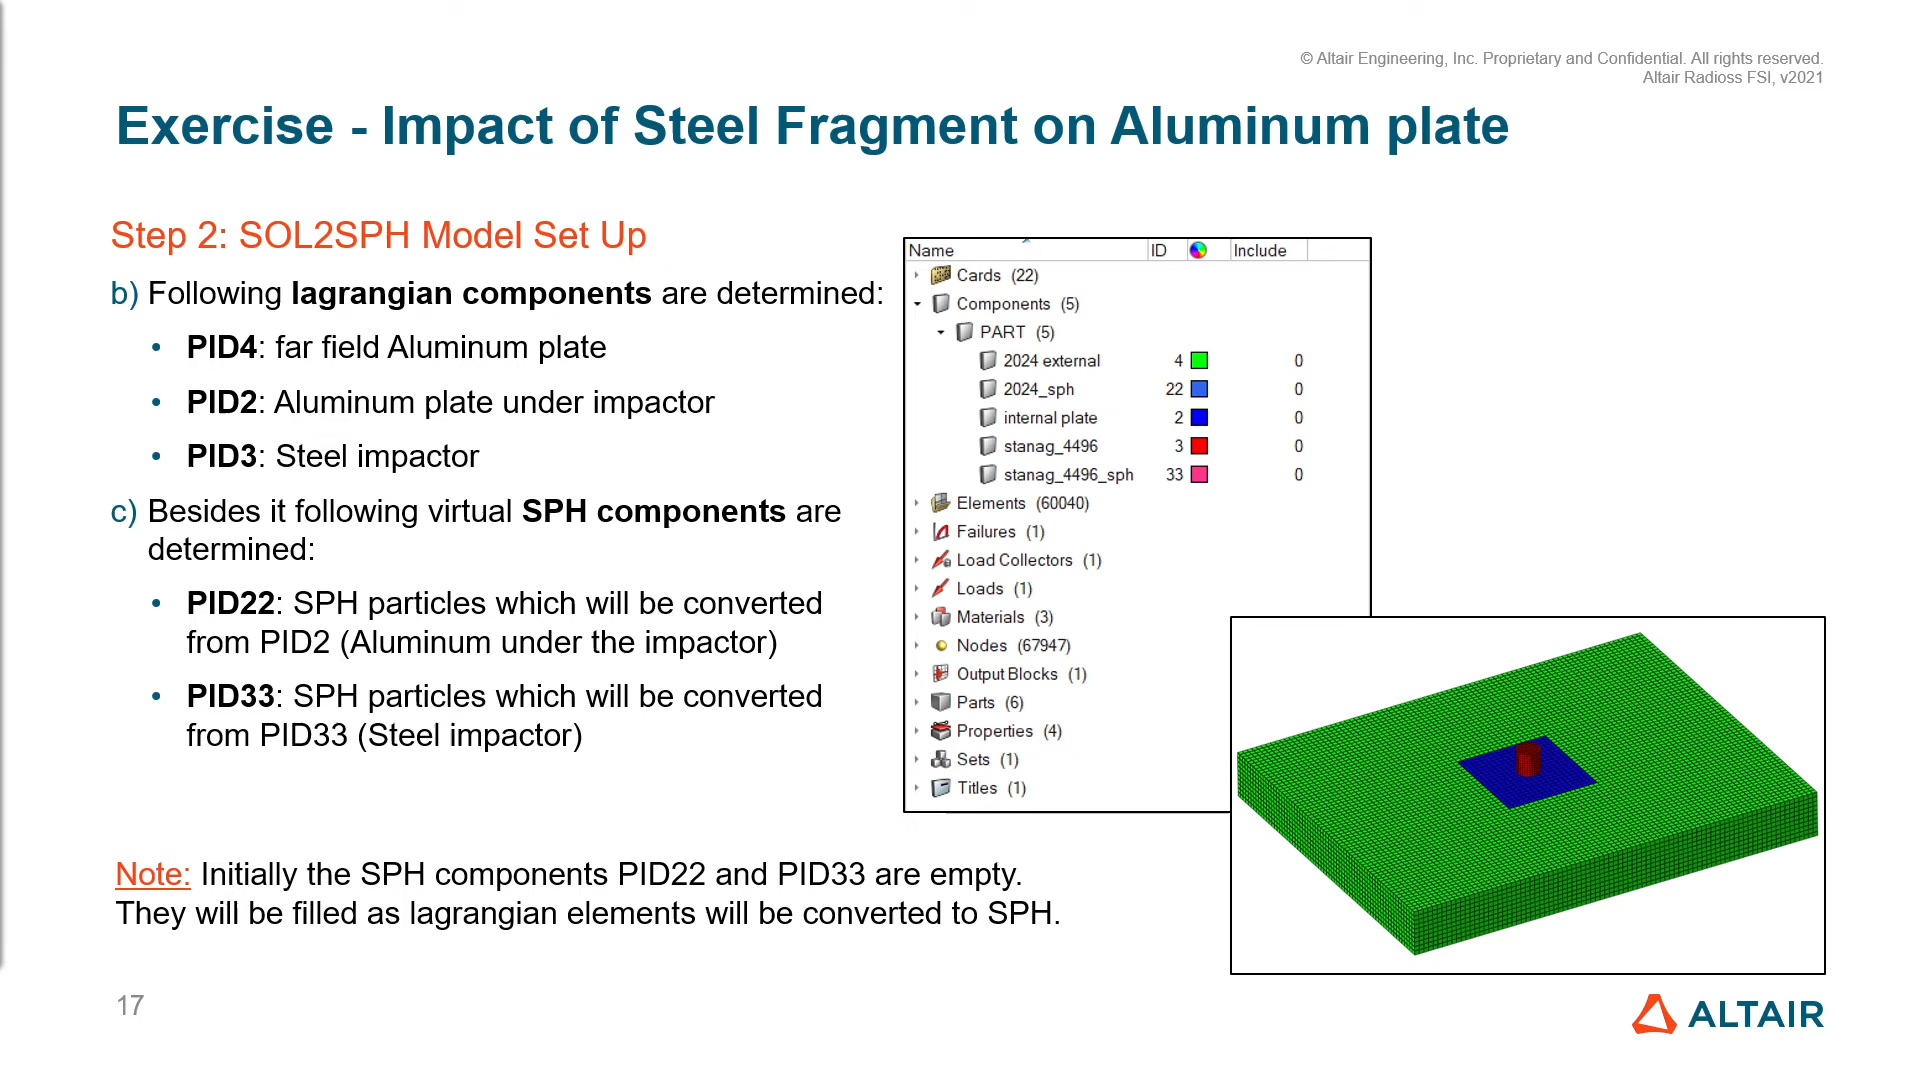 © Altair Engineering, Inc. Proprietary and Confidential. All rights reserved.
Altair Radioss FSI, v2021
Exercise - Impact of Steel Fragment on Aluminum plate
Step 2: SOL2SPH Model Set Up
b) Following lagrangian components are determined:
• PID4: far field Aluminum plate
• PID2: Aluminum plate under impactor
• PID3: Steel impactor
c) Besides it following virtual SPH components are
determined:
• PID22: SPH particles which will be converted
from PID2 (Aluminum under the impactor)
• PID33: SPH particles which will be converted
from PID33 (Steel impactor)
Note: Initially the SPH components PID22 and PID33 are empty.
They will be filled as lagrangian elements will be converted to SPH.
Name ID Include
Cards (22)
Components (5)
PART (5)
2024 external 4 0
2024_sph 22 0
internal plate 2 0
stanag_4496 3 0
stanag_4496_sph 33 0
Elements (60040)
Failures (1)
Load Collectors (1)
Loads (1)
Materials (3)
Nodes (67947)
Output Blocks (1)
Parts (6)
Properties (4)
Sets (1)
Titles (1)
17
ALTAIR